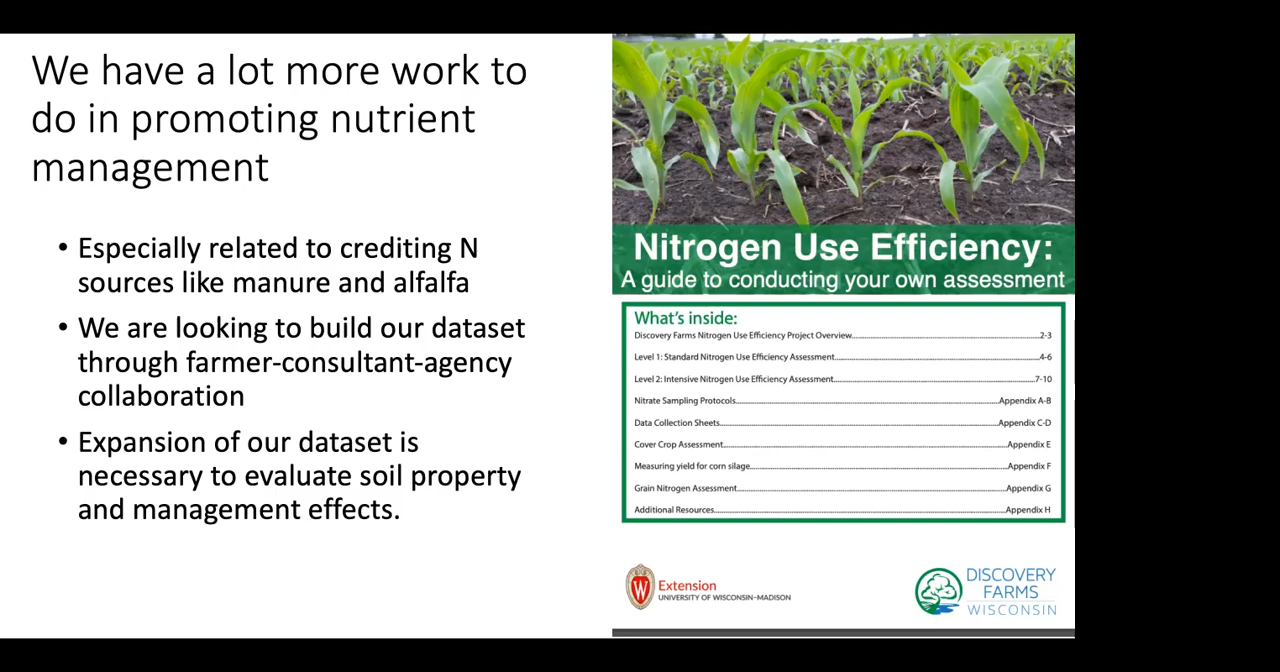 We have a lot more work to
do in promoting nutrient
management
• Especially related to crediting N
sources like manure and alfalfa
• We are looking to build our dataset
through farmer-consultant-agency
collaboration
• Expansion of our dataset is
necessary to evaluate soil property
and management effects.
Nitrogen Use Efficiency:
A guide to conducting your own assessment
What's inside:
Discovery Farms Nitrogen Use Efficiency Project Overview 2-3
Level 1: Standard Nitrogen Use Efficiency Assessment 4-6
Level 2: Intensive Nitrogen Use Efficiency Assessment 7-10
Nitrate Sampling Protocols Appendix A-B
Data Collection Sheets Appendix C-D
Cover Crop Assessment Appendix E
Measuring yield for corn silage Appendix F
Grain Nitrogen Assessment Appendix G
Additional Resources Appendix H
W
Extension
UNIVERSITY OF WISCONSIN–MADISON
DISCOVERY
FARMS
WISCONSIN